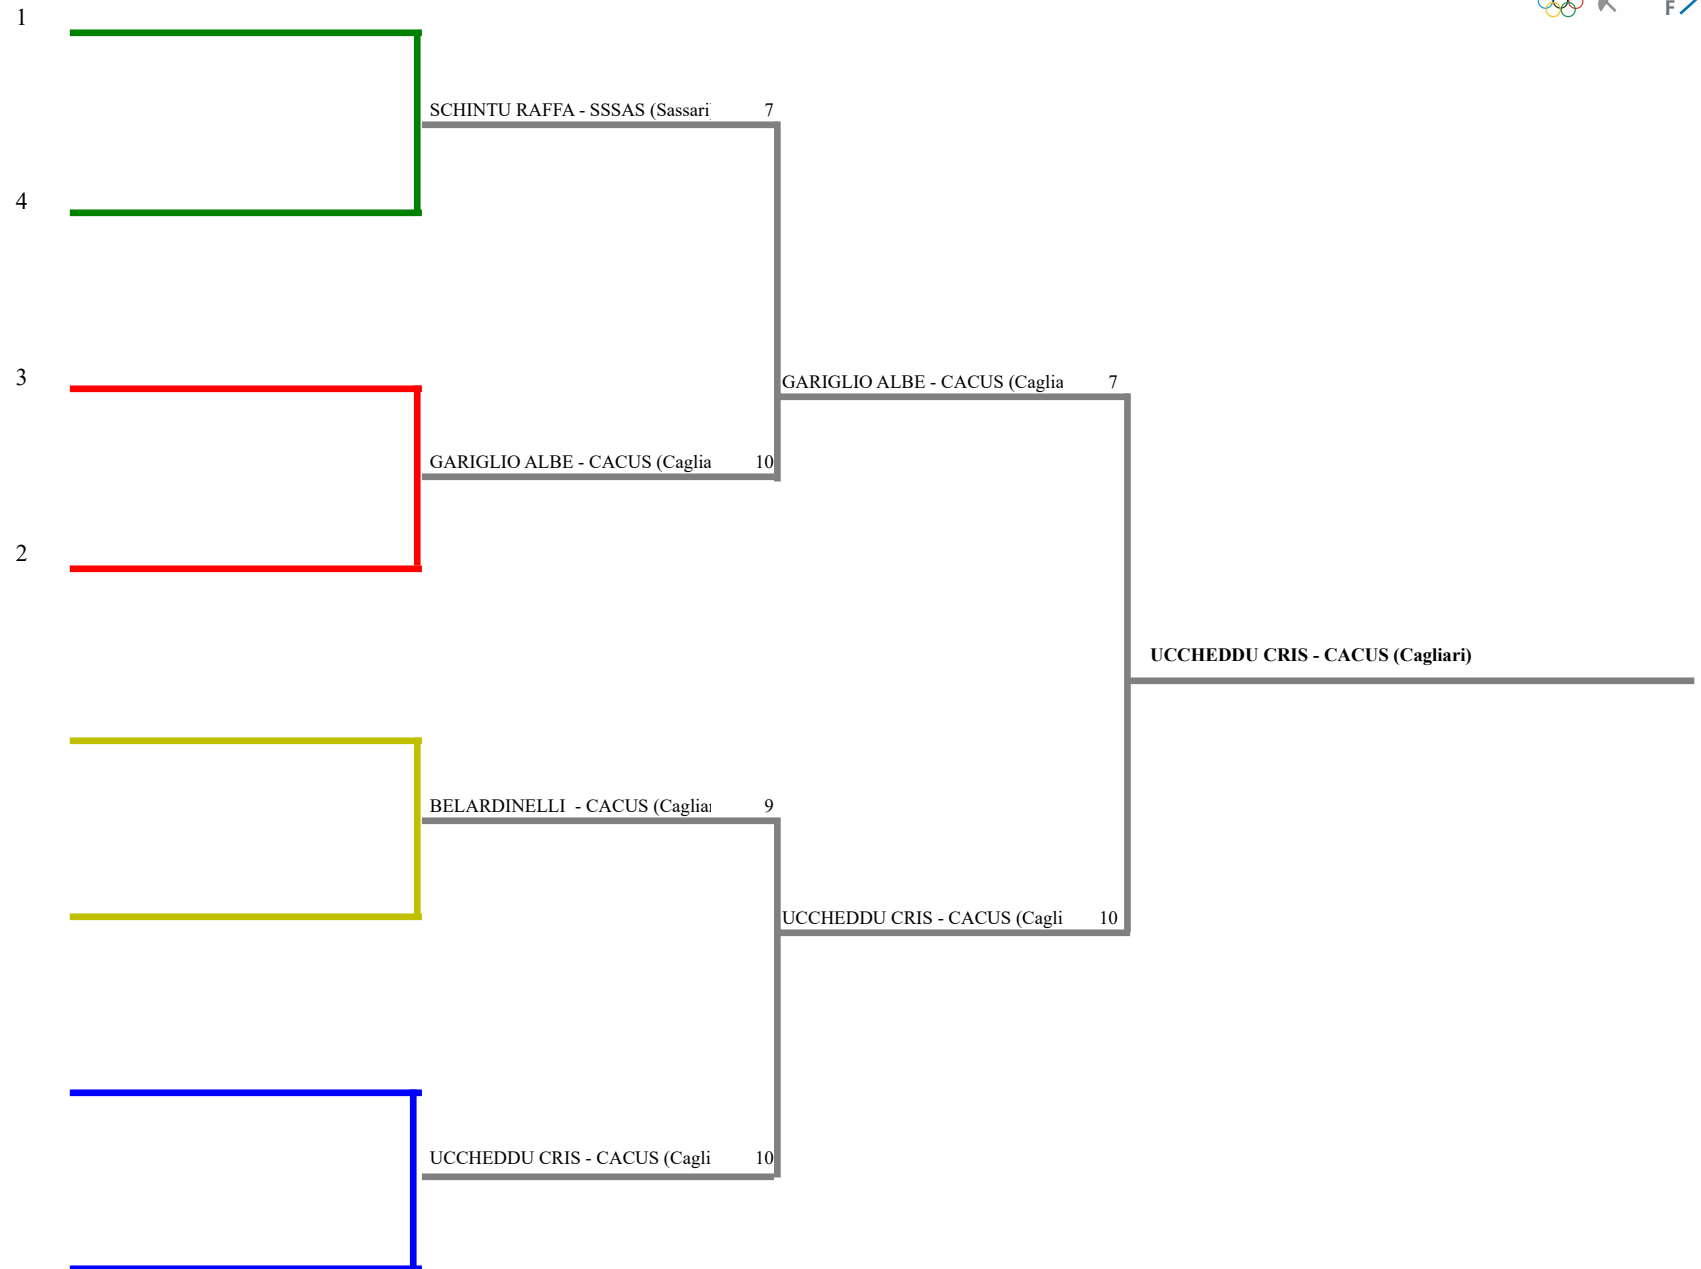 1
F
SCHINTU RAFFA - SSSAS (Sassari 7
4
3
GARIGLIO ALBE - CACUS (Caglia 7
GARIGLIO ALBE - CACUS (Caglia 10
2
UCCHEDDU CRIS - CACUS (Cagliari)
BELARDINELLI - CACUS (Caglia 9
UCCHEDDU CRIS - CACUS (Cagli 10
UCCHEDDU CRIS - CACUS (Cagli 10